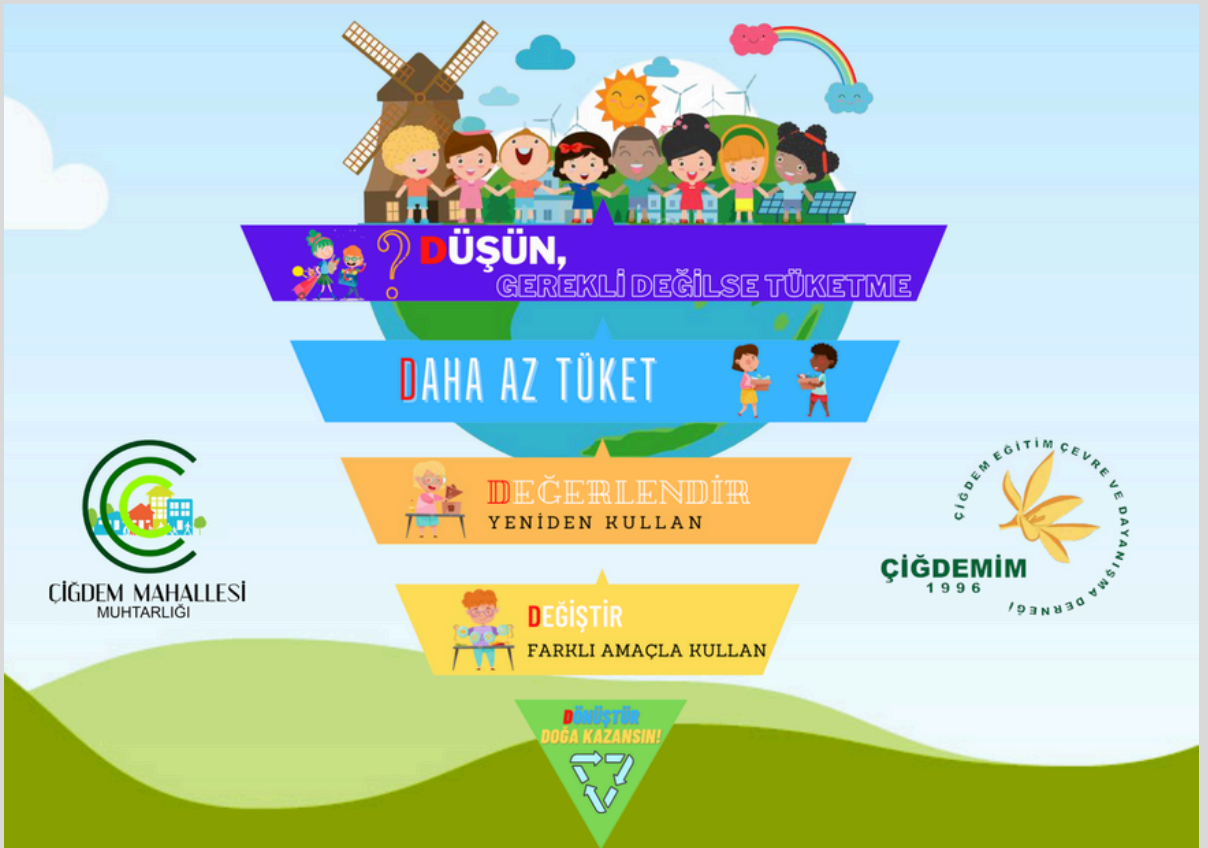 ?
DÜŞÜN,
GEREKLİ DEĞİLSE TÜKETME
DAHA AZ TÜKET
DEĞERLENDİR
YENİDEN KULLAN
DEĞİŞTİR
FARKLI AMAÇLA KULLAN
DÖNÜŞTÜR
DOĞA KAZANSIN!
ÇİĞDEM MAHALLESİ
MUHTARLIĞI
ÇİĞDEM EĞİTİM ÇEVRE VE DAYANIŞMA DERNEĞİ
ÇİĞDEMİM
1996